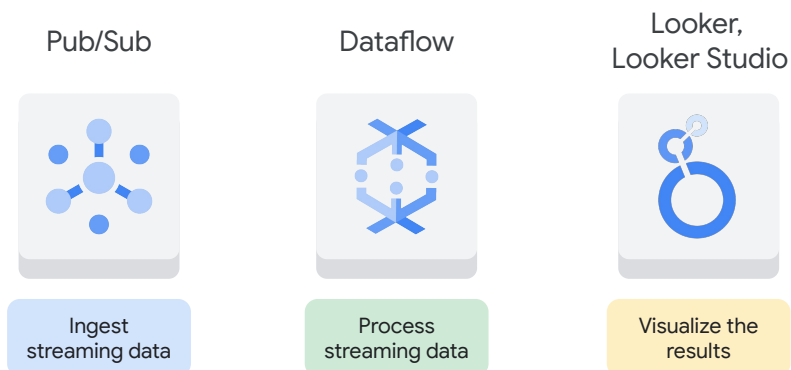 Pub/Sub
Dataflow
Looker,
Looker Studio
Ingest
streaming data
Process
streaming data
Visualize the
results